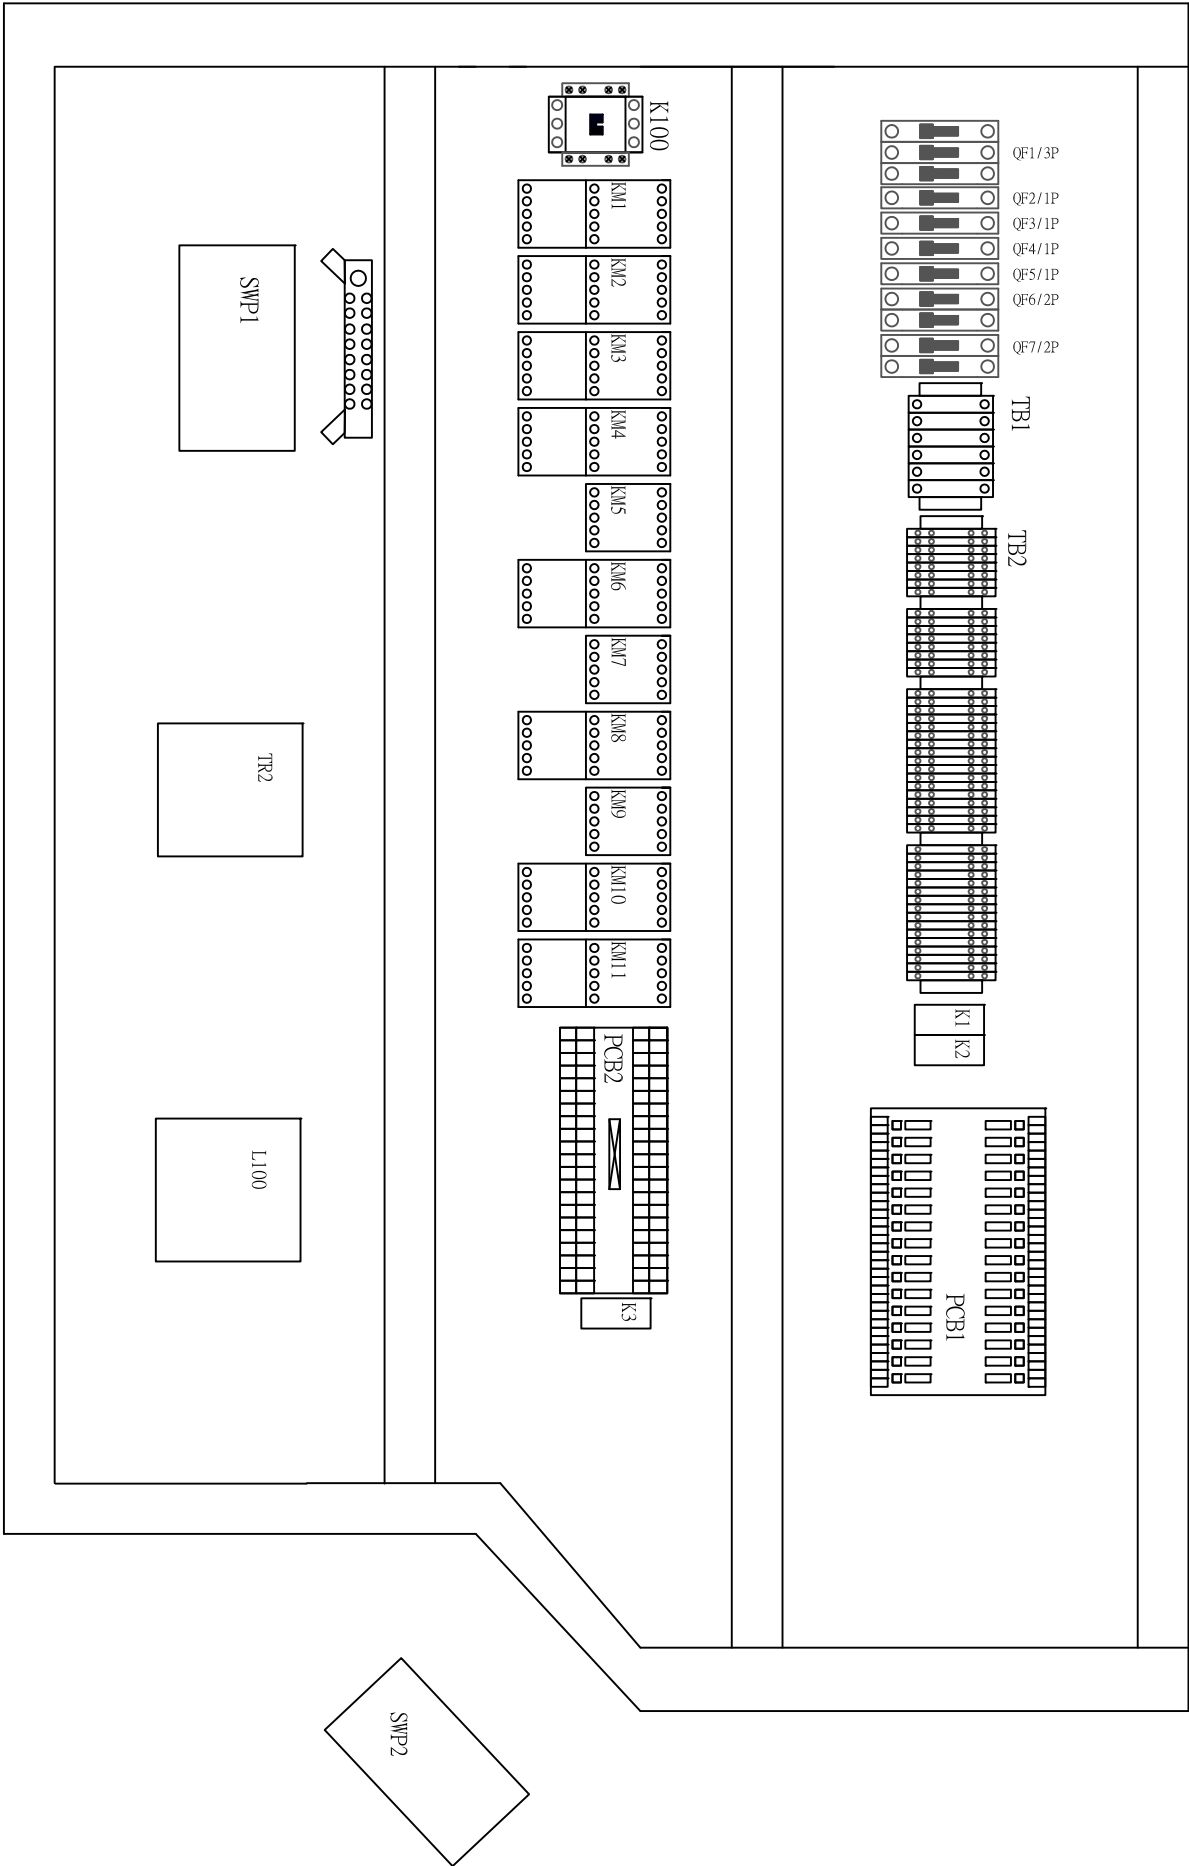 QF1/3P
QF2/1P
QF3/1P
QF4/1P
QF5/1P
QF6/2P
QF7/2P
TB1
TB2
K1
K2
PCB1
K100
KM1
KM2
KM3
KM4
KM5
KM6
KM7
KM8
KM9
KM10
KM11
PCB2
K3
SWP1
TR2
L100
SWP2